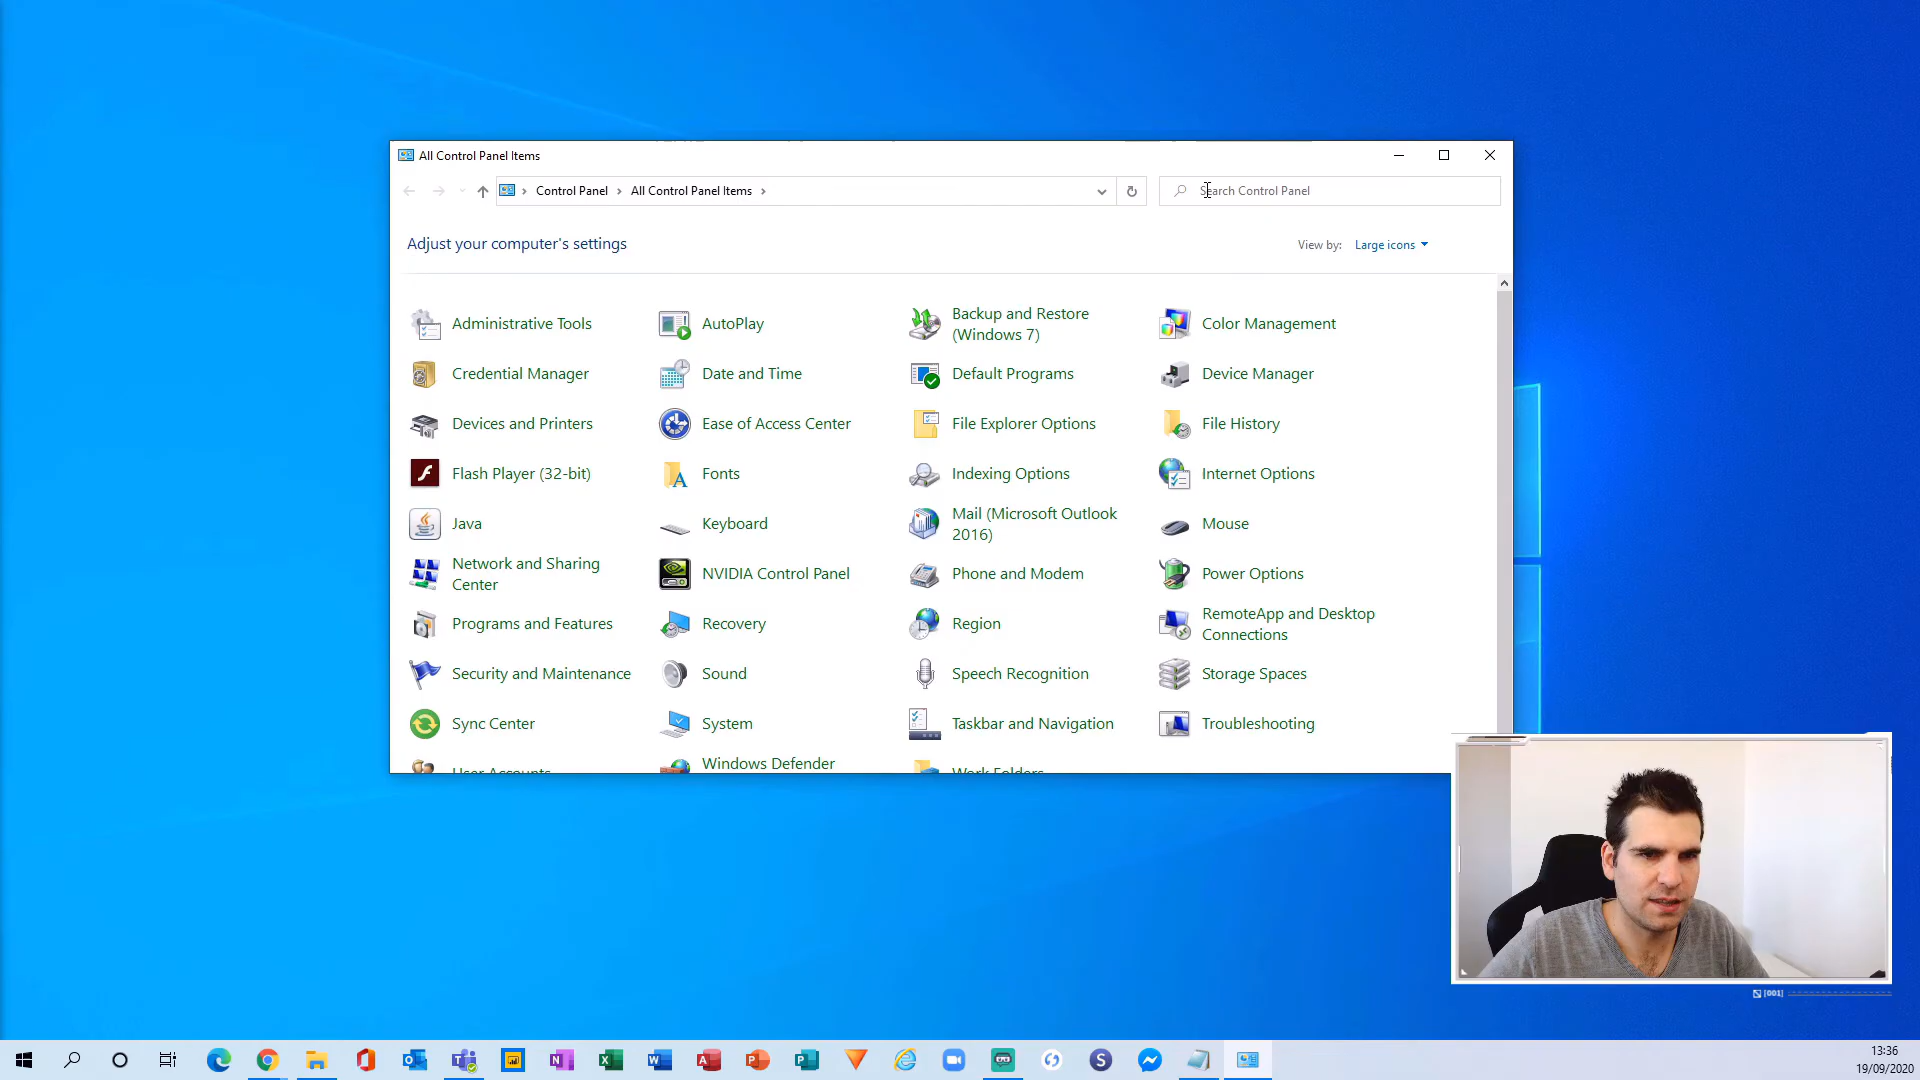 All Control Panel Items
Control Panel
All Control Panel Items
Search Control Panel
Adjust your computer's settings
View by:
Large icons
Administrative Tools
AutoPlay
Backup and Restore
(Windows 7)
Color Management
Credential Manager
Date and Time
Default Programs
Device Manager
Devices and Printers
Ease of Access Center
File Explorer Options
File History
Flash Player (32-bit)
Fonts
Indexing Options
Internet Options
Java
Keyboard
Mail (Microsoft Outlook
2016)
Mouse
Network and Sharing
Center
NVIDIA Control Panel
Phone and Modem
Power Options
Programs and Features
Recovery
Region
RemoteApp and Desktop
Connections
Security and Maintenance
Sound
Speech Recognition
Storage Spaces
Sync Center
System
Taskbar and Navigation
Troubleshooting
User Accounts
Windows Defender
Work Folders
[001]
13:36
19/09/2020